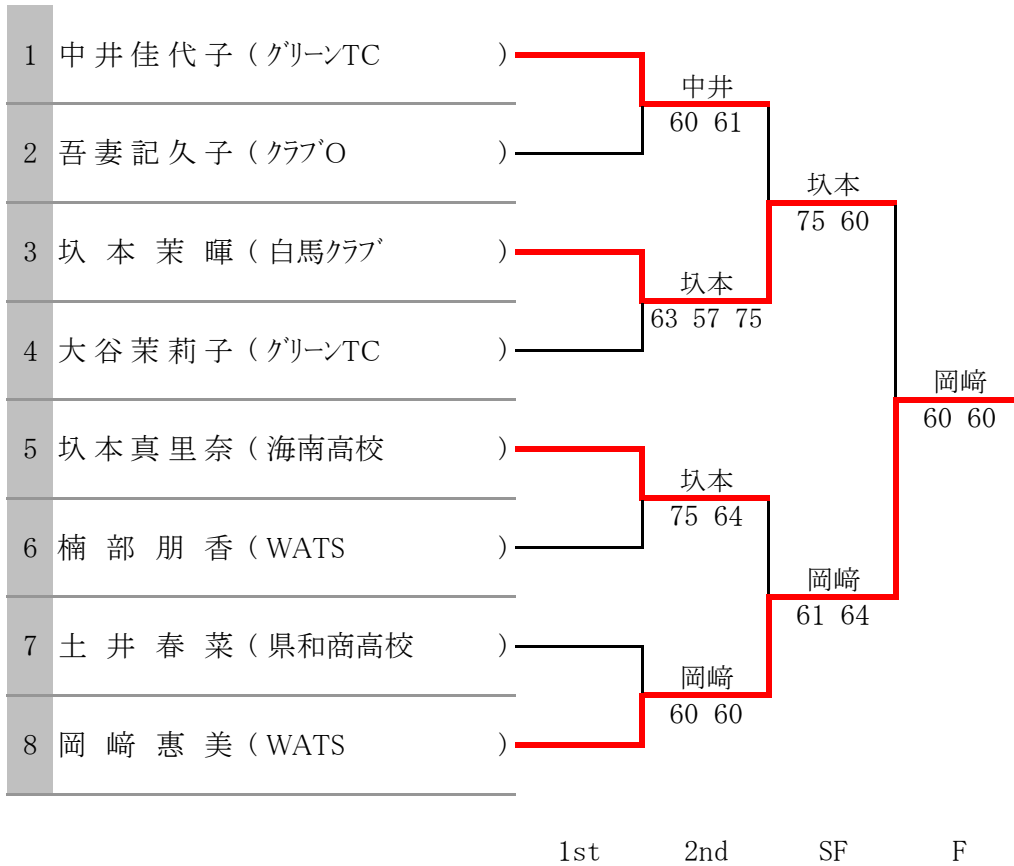 1 中井佳代子 (グリーンTC )
中井
60 61
2 吾妻記久子 (クラブO )
圦本
75 60
3 圦本茉暉 (白馬クラブ )
圦本
63 57 75
4 大谷茉莉子 (グリーンTC )
岡﨑
60 60
5 圦本真里奈 (海南高校 )
圦本
75 64
6 楠部朋香 (WATS )
岡﨑
61 64
7 土井春菜 (県和商高校 )
岡﨑
60 60
8 岡﨑惠美 (WATS )
1st 2nd SF F